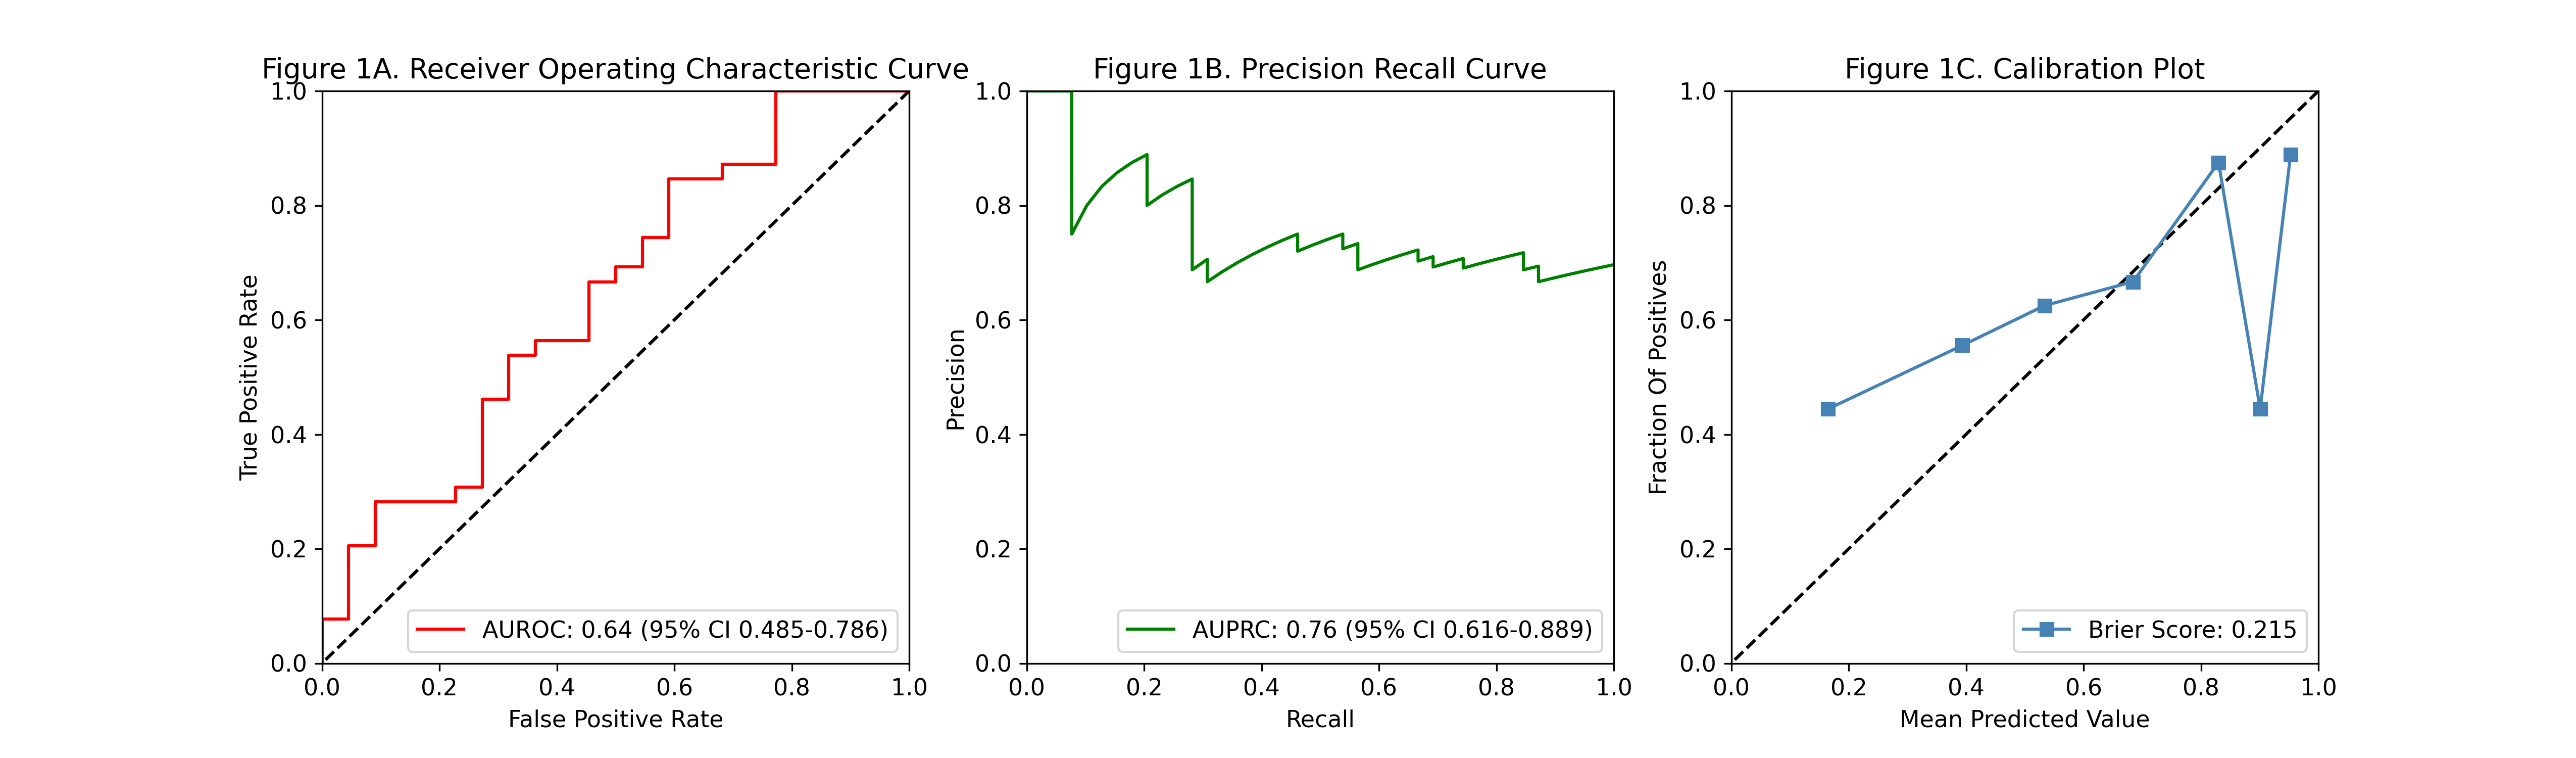 Figure 1A. Receiver Operating Characteristic Curve
1.0
0.8
0.6
0.4
0.2
0.0
True Positive Rate
AUROC: 0.64 (95% CI 0.485-0.786)
0.0 0.2 0.4 0.6 0.8 1.0
False Positive Rate
Figure 1B. Precision Recall Curve
1.0
0.8
0.6
0.4
0.2
0.0
Precision
AUPRC: 0.76 (95% CI 0.616-0.889)
0.0 0.2 0.4 0.6 0.8 1.0
Recall
Figure 1C. Calibration Plot
1.0
0.8
0.6
0.4
0.2
0.0
Fraction Of Positives
Brier Score: 0.215
0.0 0.2 0.4 0.6 0.8 1.0
Mean Predicted Value